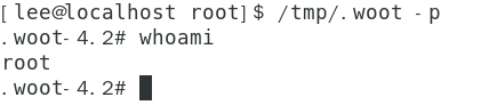 [lee@localhost root]$ /tmp/.woot -p
.woot-4.2# whoami
root
.woot-4.2#